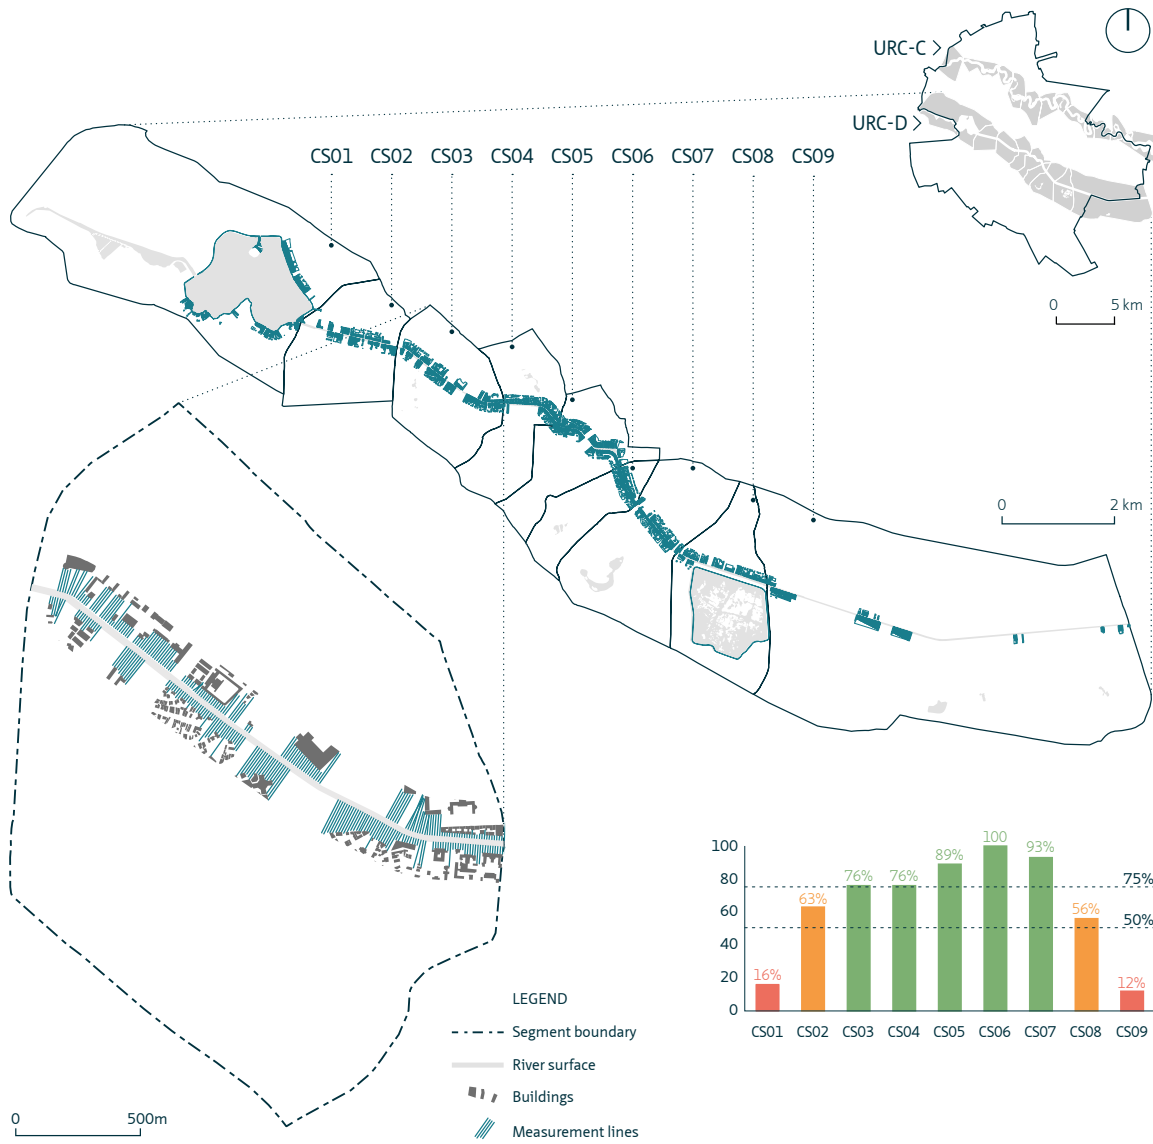 URC-C
URC-D
0 5 km
CS01 CS02 CS03 CS04 CS05 CS06 CS07 CS08 CS09
0 2 km
100
80
60
40
20
0
75%
50%
16%
63%
76%
76%
89%
100
93%
56%
12%
CS01 CS02 CS03 CS04 CS05 CS06 CS07 CS08 CS09
LEGEND
Segment boundary
River surface
Buildings
Measurement lines
0 500m